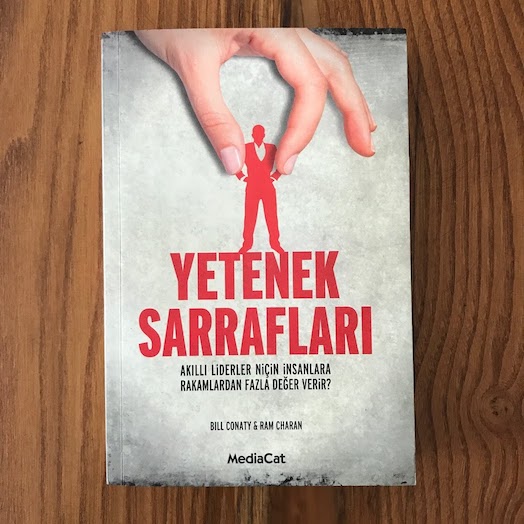 YETENEK
SARRAFLARI
AKILLI LİDERLER NİÇİN İNSANLARA
RAKAMLARDAN FAZLA DEĞER VERİR?
BILL CONATY & RAM CHARAN
MediaCat